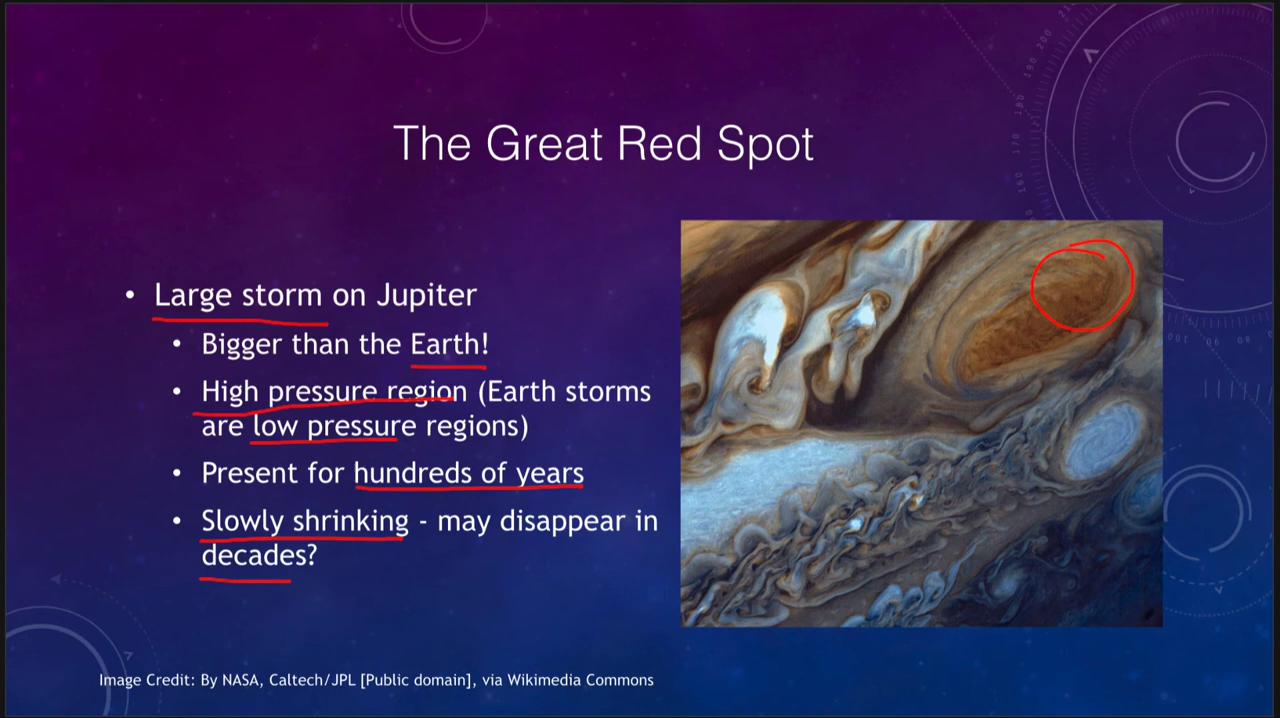 The Great Red Spot
• Large storm on Jupiter
• Bigger than the Earth!
• High pressure region (Earth storms
are low pressure regions)
• Present for hundreds of years
• Slowly shrinking - may disappear in
decades?
Image Credit: By NASA, Caltech/JPL [Public domain], via Wikimedia Commons